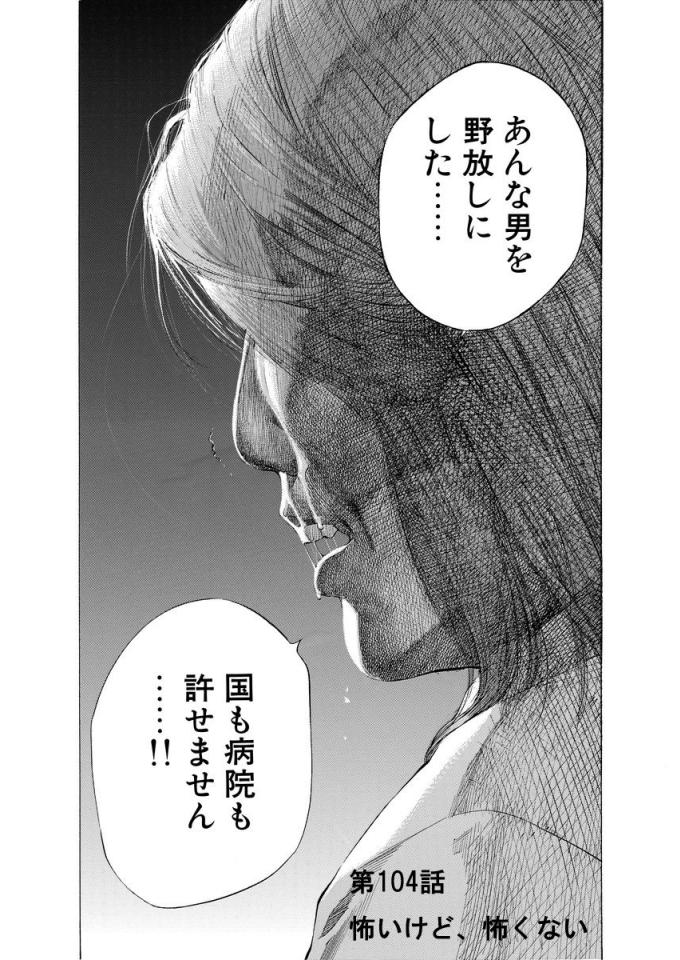 あんな男を
野放しに
した……
国も病院も
許せません
……!!
第104話
怖いけど、怖くない